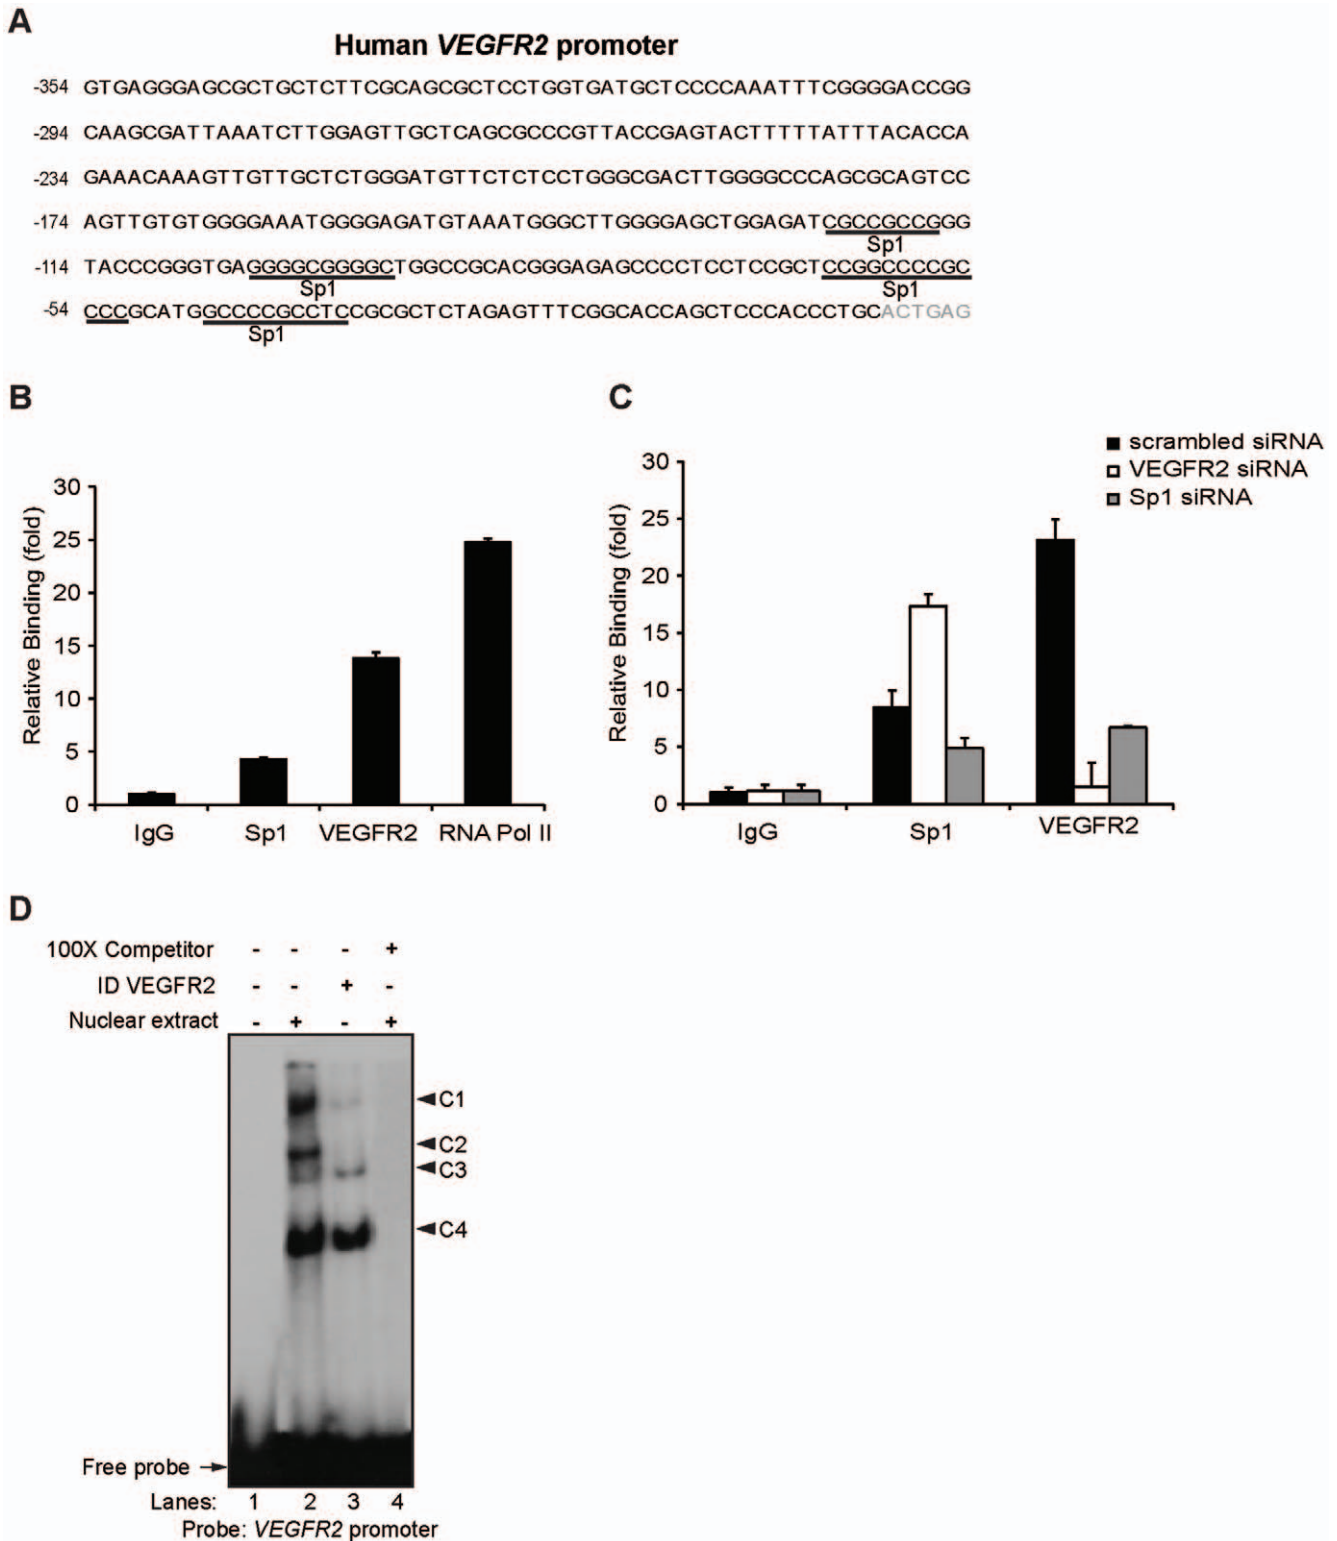 A
Human VEGFR2 promoter
-354 GTGAGGGAGCGCTGCTCTTCGCAGCGCTCCTGGTGATGCTCCCCAAATTTCGGGGACCGG
-294 CAAGCGATTAAATCTTGGAGTTGCTCAGCGCCCGTTACCGAGTACTTTTTATTTACACCA
-234 GAAACAAAGTTGTTGCTCTGGGATGTTCTCTCCTGGGCGACTTGGGGCCCAGCGCAGTCC
-174 AGTTGTGTGGGGAAATGGGGAGATGTAAATGGGCTTGGGGAGCTGGAGATCGCCGCCGGG
Sp1
-114 TACCCGGGTGAGGGGCGGGGCTGGCCGCACGGGAGAGCCCCTCCTCCGCTCCGGCCCCGC
Sp1 Sp1
-54 CCCGCATGGCCCCGCCTCCGCGCTCTAGAGTTTCGGCACCAGCTCCCACCCTGCACTGAG
Sp1
B
Relative Binding (fold)
30
25
20
15
10
5
0
IgG Sp1 VEGFR2 RNA Pol II
C
scrambled siRNA
VEGFR2 siRNA
Sp1 siRNA
Relative Binding (fold)
30
25
20
15
10
5
0
IgG Sp1 VEGFR2
D
100X Competitor - - - +
ID VEGFR2 - - + -
Nuclear extract - + - +
C1
C2
C3
C4
Free probe
Lanes: 1 2 3 4
Probe: VEGFR2 promoter